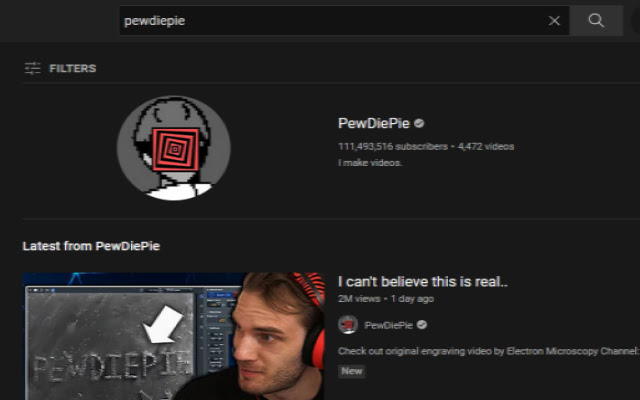 pewdiepie
FILTERS
PewDiePie
111,493,516 subscribers • 4,472 videos
I make videos.
Latest from PewDiePie
PEWDIEPIE
I can't believe this is real..
2M views • 1 day ago
PewDiePie
Check out original engraving video by Electron Microscopy Channel:
New